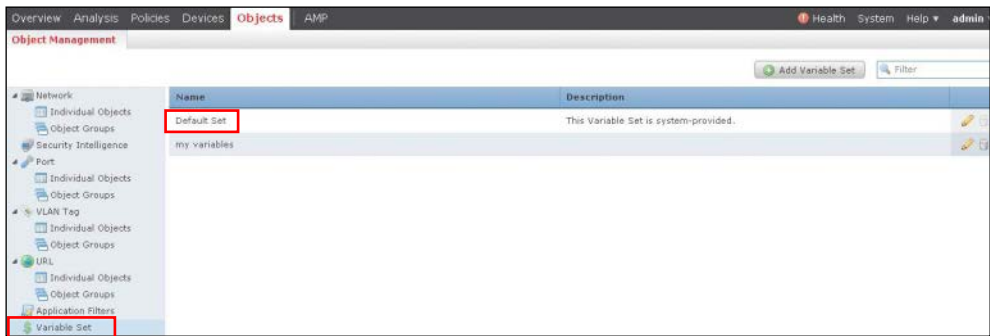 Overview Analysis Policies Devices Objects AMP Health System Help admin
Object Management
Add Variable Set Filter
Network
Individual Objects
Object Groups
Security Intelligence
Port
Individual Objects
Object Groups
VLAN Tag
Individual Objects
Object Groups
URL
Individual Objects
Object Groups
Application Filters
Variable Set
Name Description
Default Set This Variable Set is system-provided.
my variables